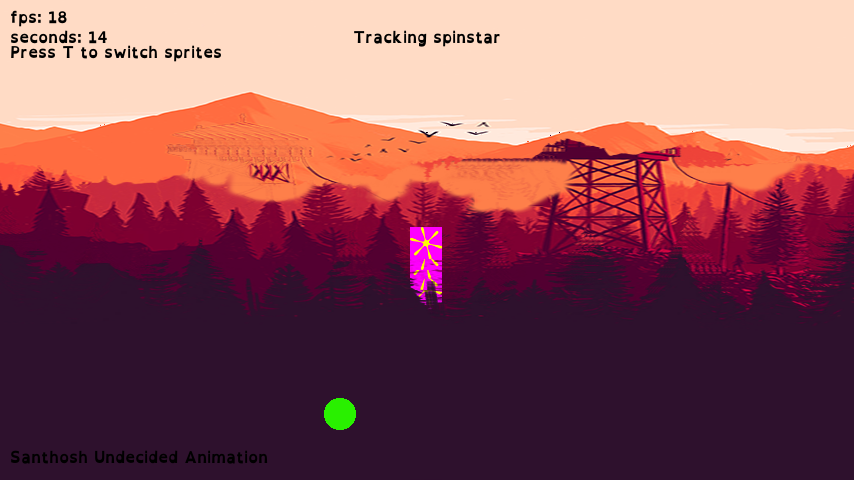 fps: 18
seconds: 14
Press T to switch sprites
Tracking spinstar
Santhosh Undecided Animation